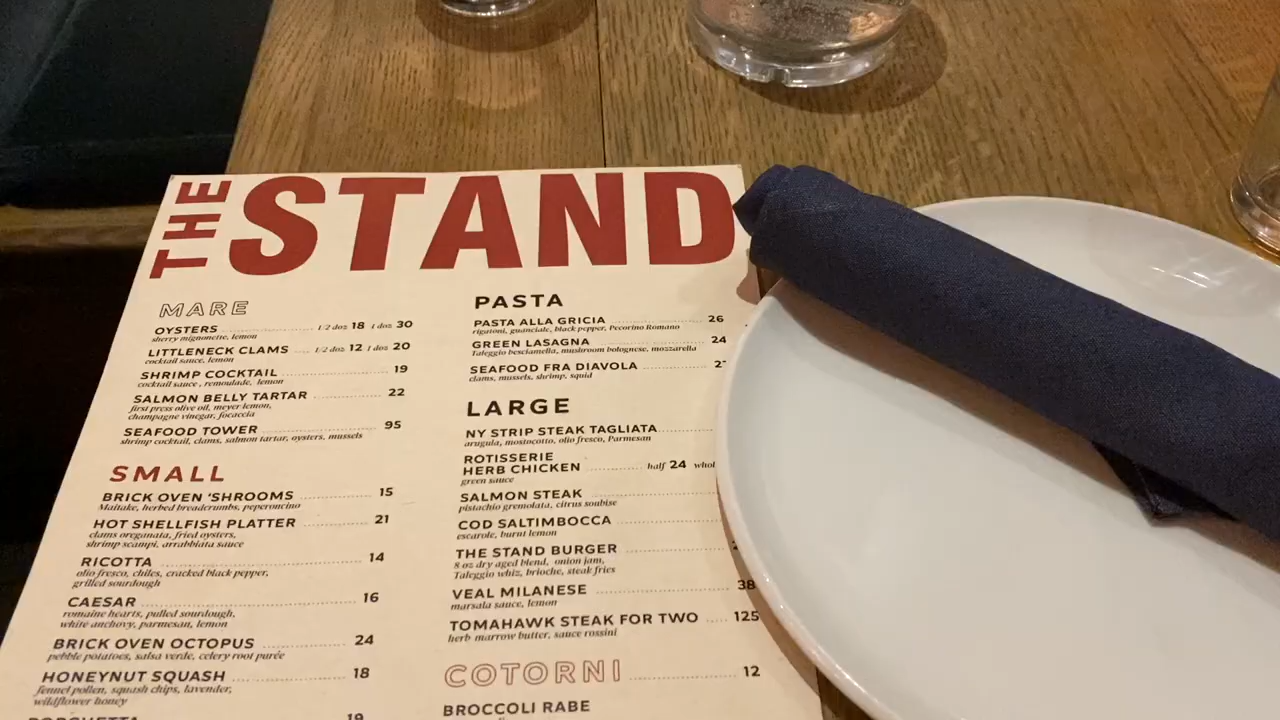 THE STAND
MARE
OYSTERS 1/2 doz 18 1 doz 30
sherry mignonette, lemon
LITTLENECK CLAMS 1/2 doz 12 1 doz 20
cocktail sauce, lemon
SHRIMP COCKTAIL 19
cocktail sauce, remoulade, lemon
SALMON BELLY TARTAR 22
first press olive oil, meyer lemon,
champagne vinegar, focaccia
SEAFOOD TOWER 95
shrimp cocktail, clams, salmon tartar, oysters, mussels
SMALL
BRICK OVEN 'SHROOMS 15
Maitake, herbed breadcrumbs, peperoncino
HOT SHELLFISH PLATTER 21
clams oreganata, fried oysters,
shrimp scampi, arrabbiata sauce
RICOTTA 14
olio fresco, chiles, cracked black pepper,
grilled sourdough
CAESAR 16
romaine hearts, pulled sourdough,
white anchovy, parmesan, lemon
BRICK OVEN OCTOPUS 24
pebble potatoes, salsa verde, celery root purée
HONEYNUT SQUASH 18
fennel pollen, squash chips, lavender,
wildflower honey
PORCHETTA 19
PASTA
PASTA ALLA GRICIA 26
rigatoni, guanciale, black pepper, Pecorino Romano
GREEN LASAGNA 24
Taleggio besciamella, mushroom bolognese, mozzarella
SEAFOOD FRA DIAVOLA
clams, mussels, shrimp, squid
LARGE
NY STRIP STEAK TAGLIATA
arugula, mostocotto, olio fresco, Parmesan
ROTISSERIE
HERB CHICKEN half 24
green sauce
SALMON STEAK
pistachio gremolata, citrus soubise
COD SALTIMBOCCA
escarole, burnt lemon
THE STAND BURGER
8 oz dry aged blend, onion jam,
Taleggio whiz, brioche, steak fries
VEAL MILANESE 38
marsala sauce, lemon
TOMAHAWK STEAK FOR TWO 125
herb marrow butter, sauce rossini
COTORNI 12
BROCCOLI RABE